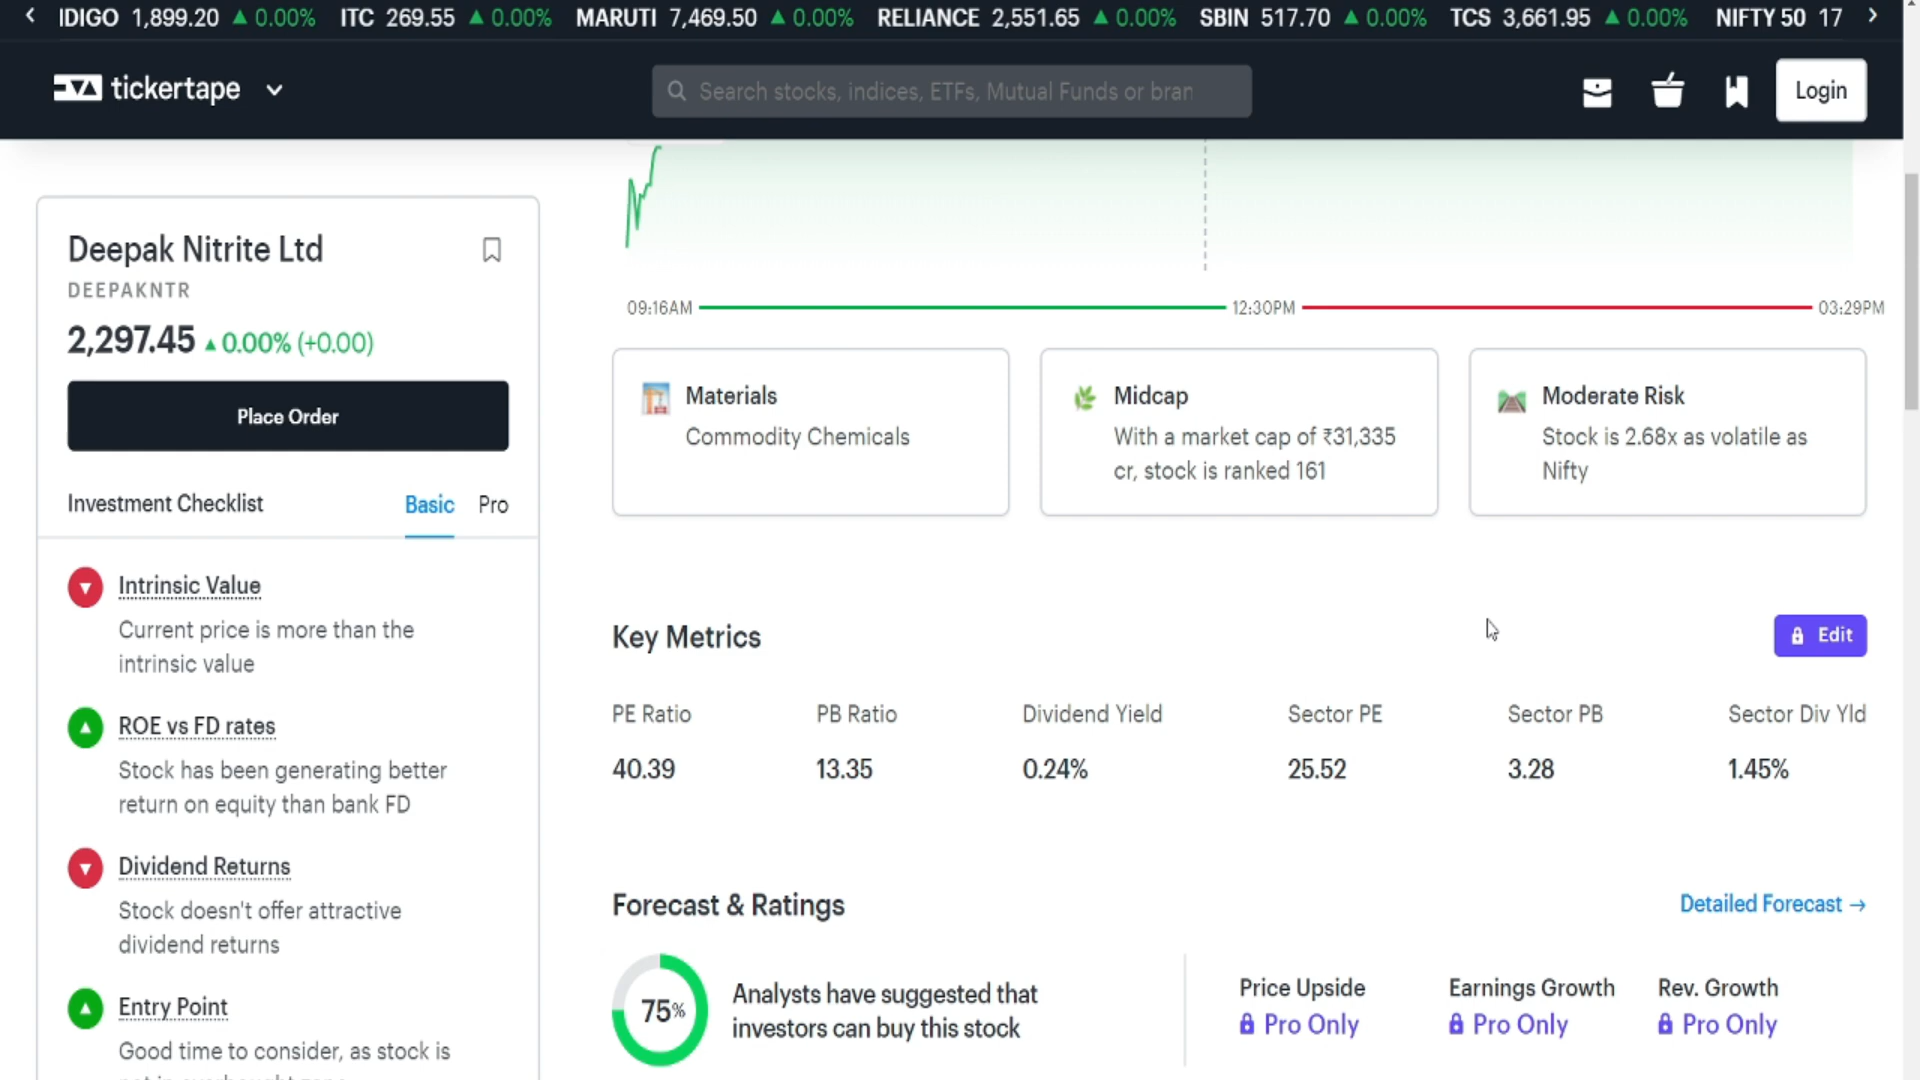 IDIGO 1,899.20 ▲ 0.00% ITC 269.55 ▲ 0.00% MARUTI 7,469.50 ▲ 0.00% RELIANCE 2,551.65 ▲ 0.00% SBIN 517.70 ▲ 0.00% TCS 3,661.95 ▲ 0.00% NIFTY 50 17
tickertape
Search stocks, indices, ETFs, Mutual Funds or bran
Login
Deepak Nitrite Ltd
DEEPAKNTR
2,297.45 ▲ 0.00% (+0.00)
Place Order
Investment Checklist Basic Pro
Intrinsic Value
Current price is more than the
intrinsic value
ROE vs FD rates
Stock has been generating better
return on equity than bank FD
Dividend Returns
Stock doesn't offer attractive
dividend returns
Entry Point
Good time to consider, as stock is
09:16AM 12:30PM 03:29PM
Materials
Commodity Chemicals
Midcap
With a market cap of ₹31,335
cr, stock is ranked 161
Moderate Risk
Stock is 2.68x as volatile as
Nifty
Key Metrics
Edit
PE Ratio PB Ratio Dividend Yield Sector PE Sector PB Sector Div Yld
40.39 13.35 0.24% 25.52 3.28 1.45%
Forecast & Ratings
Detailed Forecast →
75%
Analysts have suggested that
investors can buy this stock
Price Upside Earnings Growth Rev. Growth
Pro Only Pro Only Pro Only